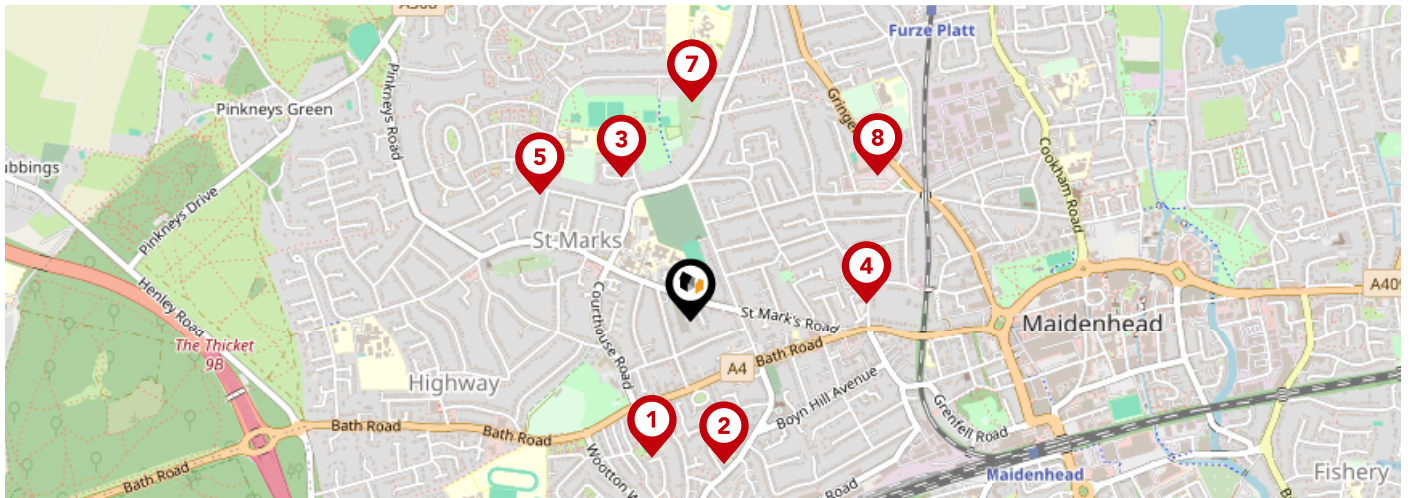 A308
Furze Platt
7
Pinkneys Road
Pinkneys Green
Gringe
8
3
5
Cookham Road
ubbings
Pinkneys Drive
St Marks
4
Henley Road
Courthouse Road
A409
St Mark's Road
Maidenhead
The Thicket
9B
Bath Road
A4
Highway
Boyn Hill Avenue
1
2
Grenfell Road
Bath Road
Bath Road
Wootton W
Bath Road
Maidenhead
Fishery
Road